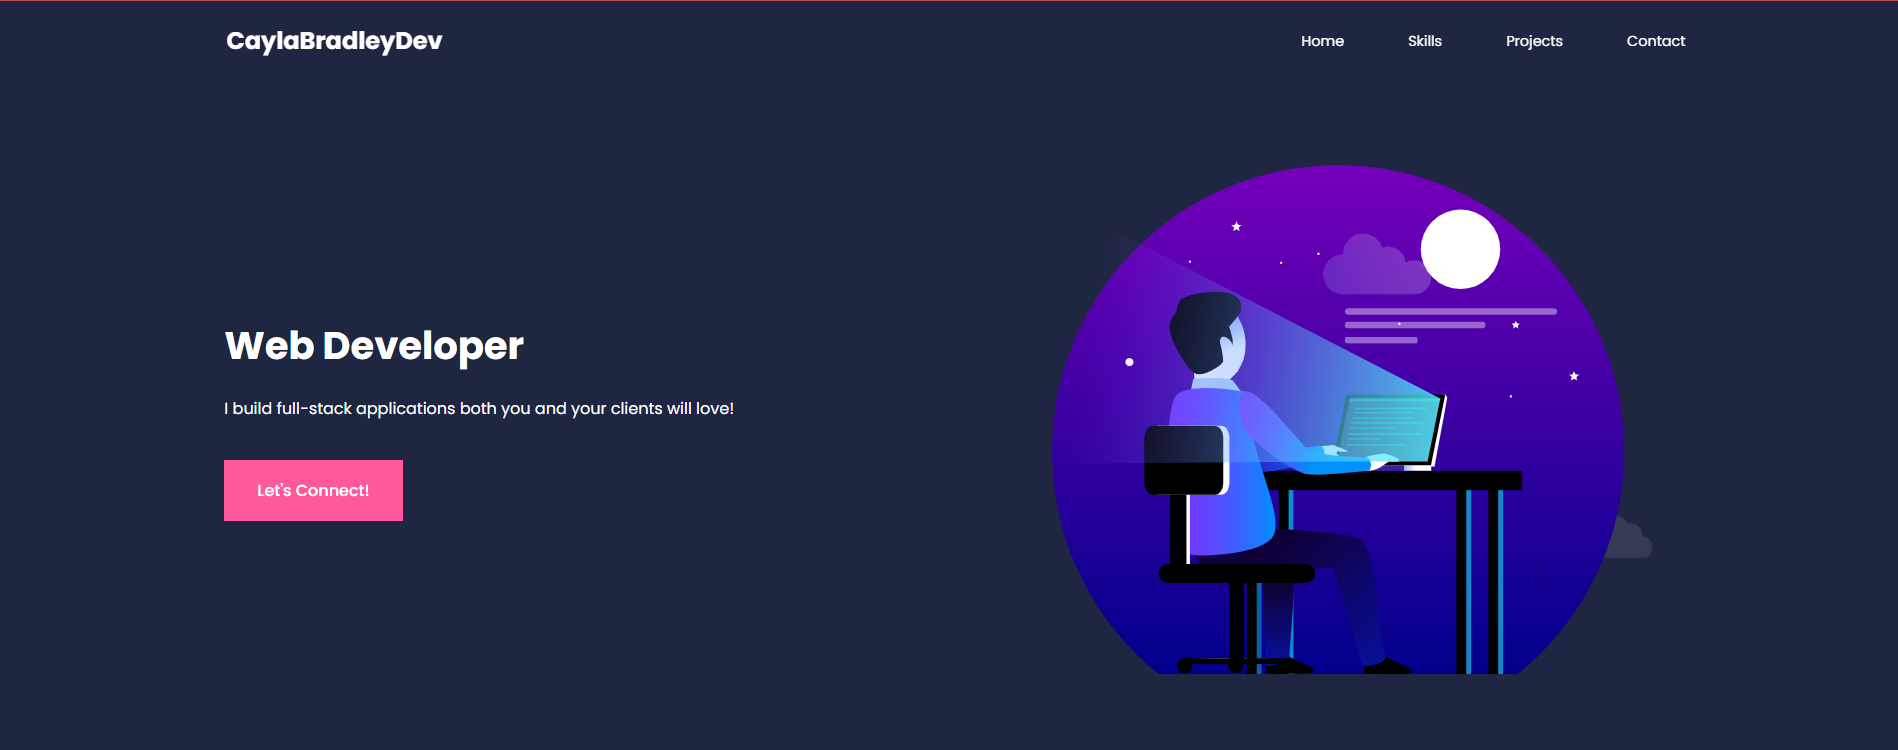 CaylaBradleyDev
Home Skills Projects Contact
Web Developer
I build full-stack applications both you and your clients will love!
Let's Connect!